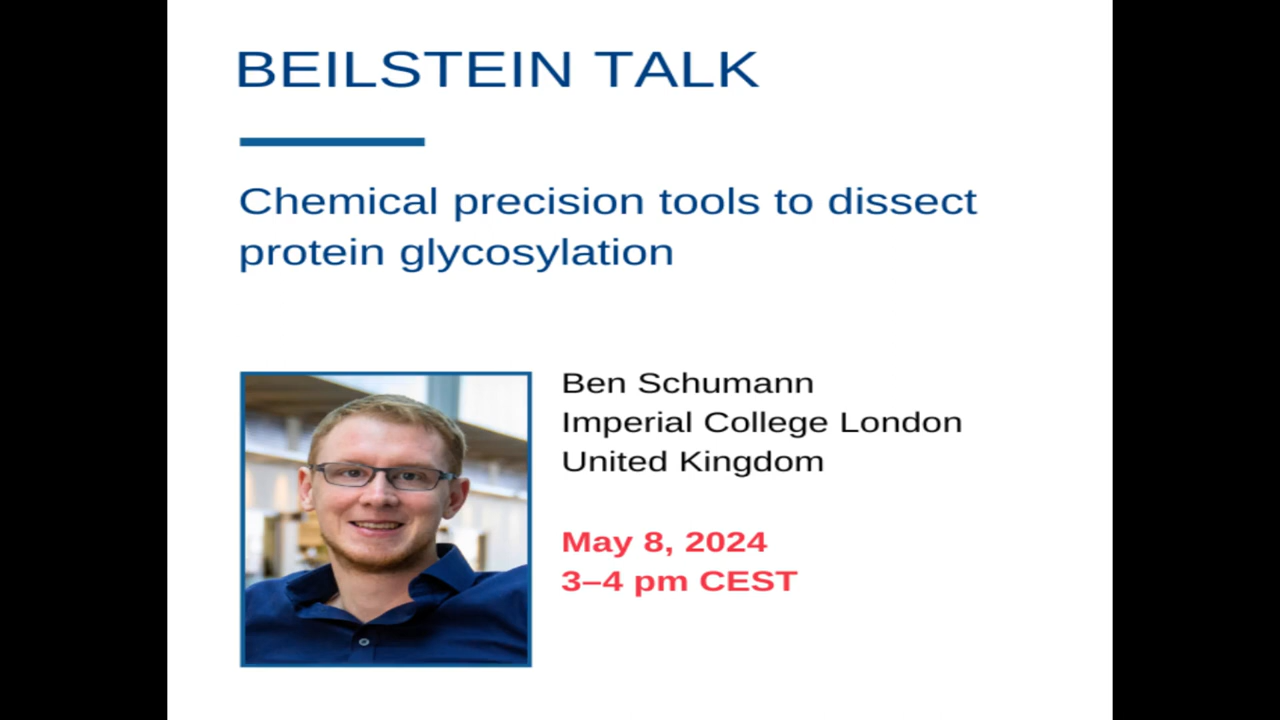 BEILSTEIN TALK
Chemical precision tools to dissect
protein glycosylation
Ben Schumann
Imperial College London
United Kingdom
May 8, 2024
3–4 pm CEST